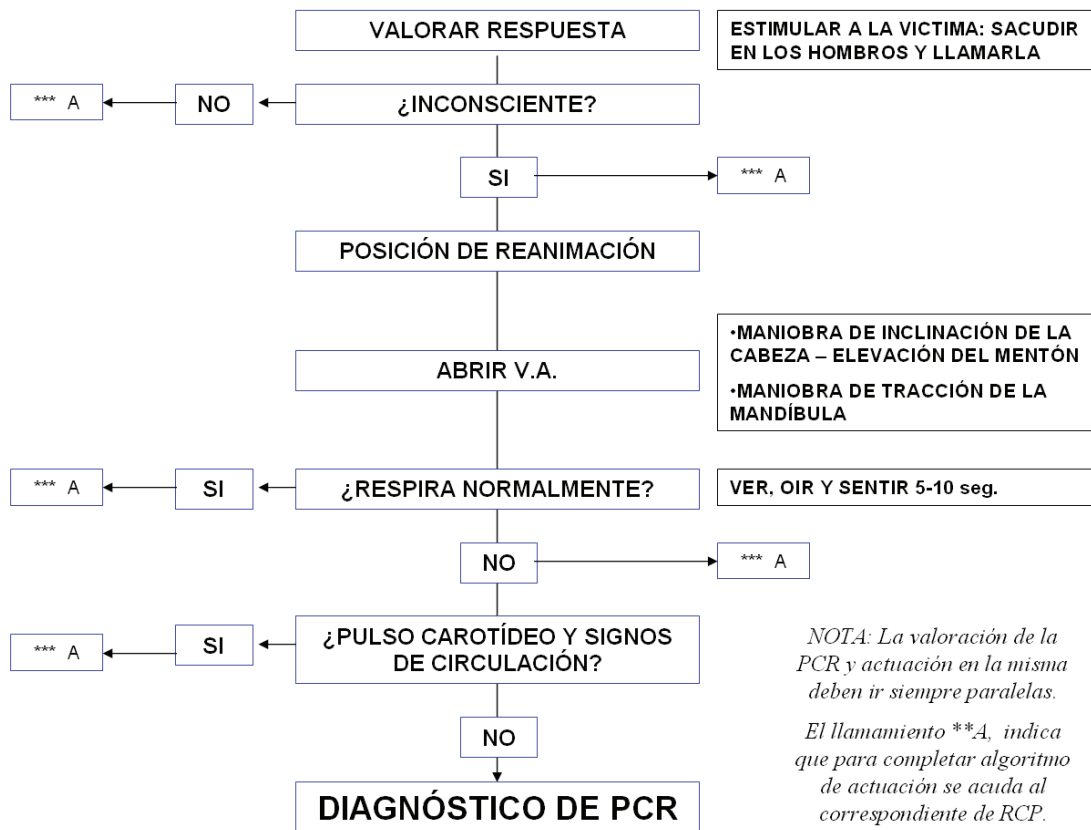 VALORAR RESPUESTA
ESTIMULAR A LA VICTIMA: SACUDIR
EN LOS HOMBROS Y LLAMARLA
*** A
NO
¿INCONSCIENTE?
SI
*** A
POSICIÓN DE REANIMACIÓN
ABRIR V.A.
•MANIOBRA DE INCLINACIÓN DE LA
CABEZA – ELEVACIÓN DEL MENTÓN
•MANIOBRA DE TRACCIÓN DE LA
MANDÍBULA
*** A
SI
¿RESPIRA NORMALMENTE?
VER, OIR Y SENTIR 5-10 seg.
NO
*** A
*** A
SI
¿PULSO CAROTÍDEO Y SIGNOS
DE CIRCULACIÓN?
NO
DIAGNÓSTICO DE PCR
NOTA: La valoración de la
PCR y actuación en la misma
deben ir siempre paralelas.
El llamamiento **A, indica
que para completar algoritmo
de actuación se acuda al
correspondiente de RCP.